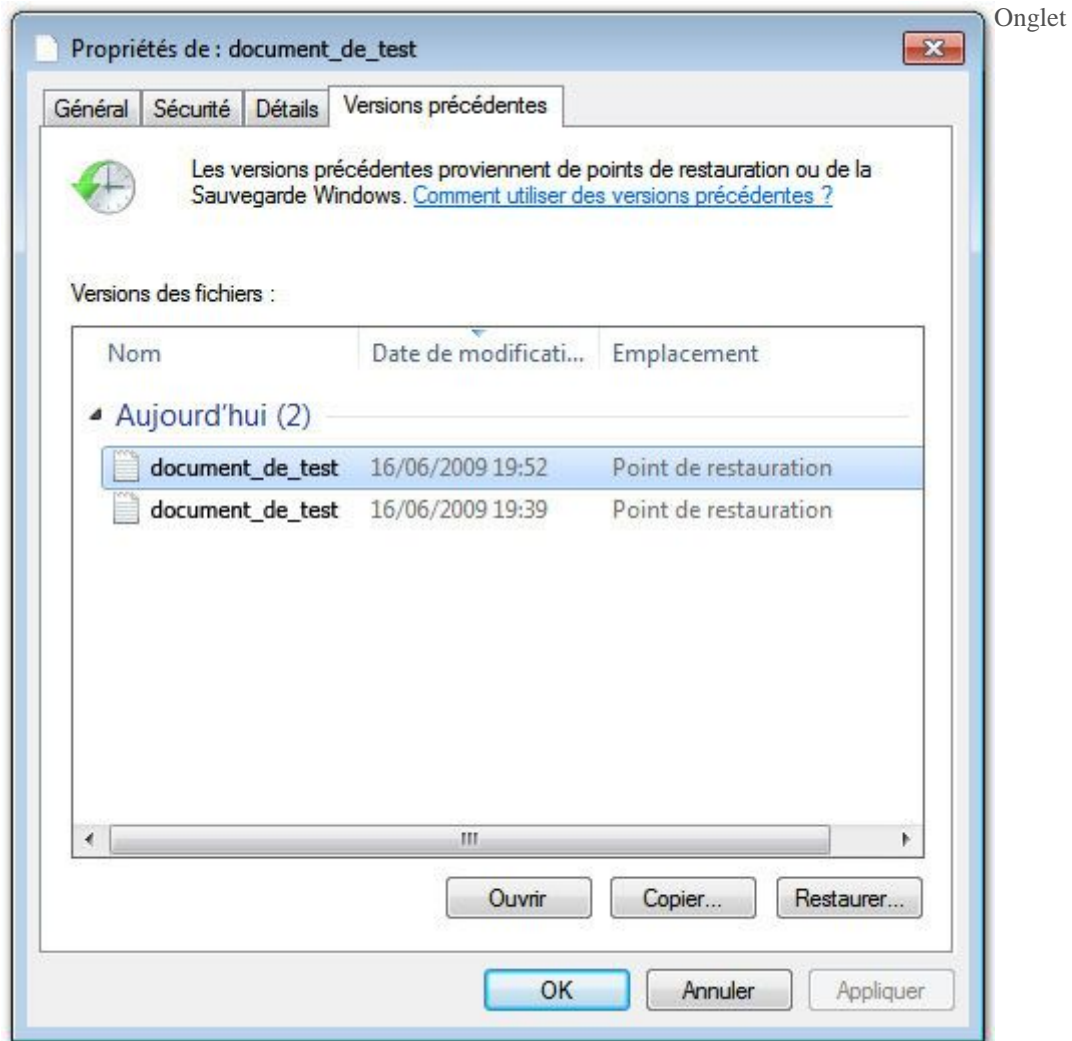 Onglet
Propriétés de : document_de_test
Général Sécurité Détails Versions précédentes
Les versions précédentes proviennent de points de restauration ou de la
Sauvegarde Windows. Comment utiliser des versions précédentes ?
Versions des fichiers :
Nom Date de modificati... Emplacement
Aujourd'hui (2)
document_de_test 16/06/2009 19:52 Point de restauration
document_de_test 16/06/2009 19:39 Point de restauration
Ouvrir Copier... Restaurer...
OK Annuler Appliquer